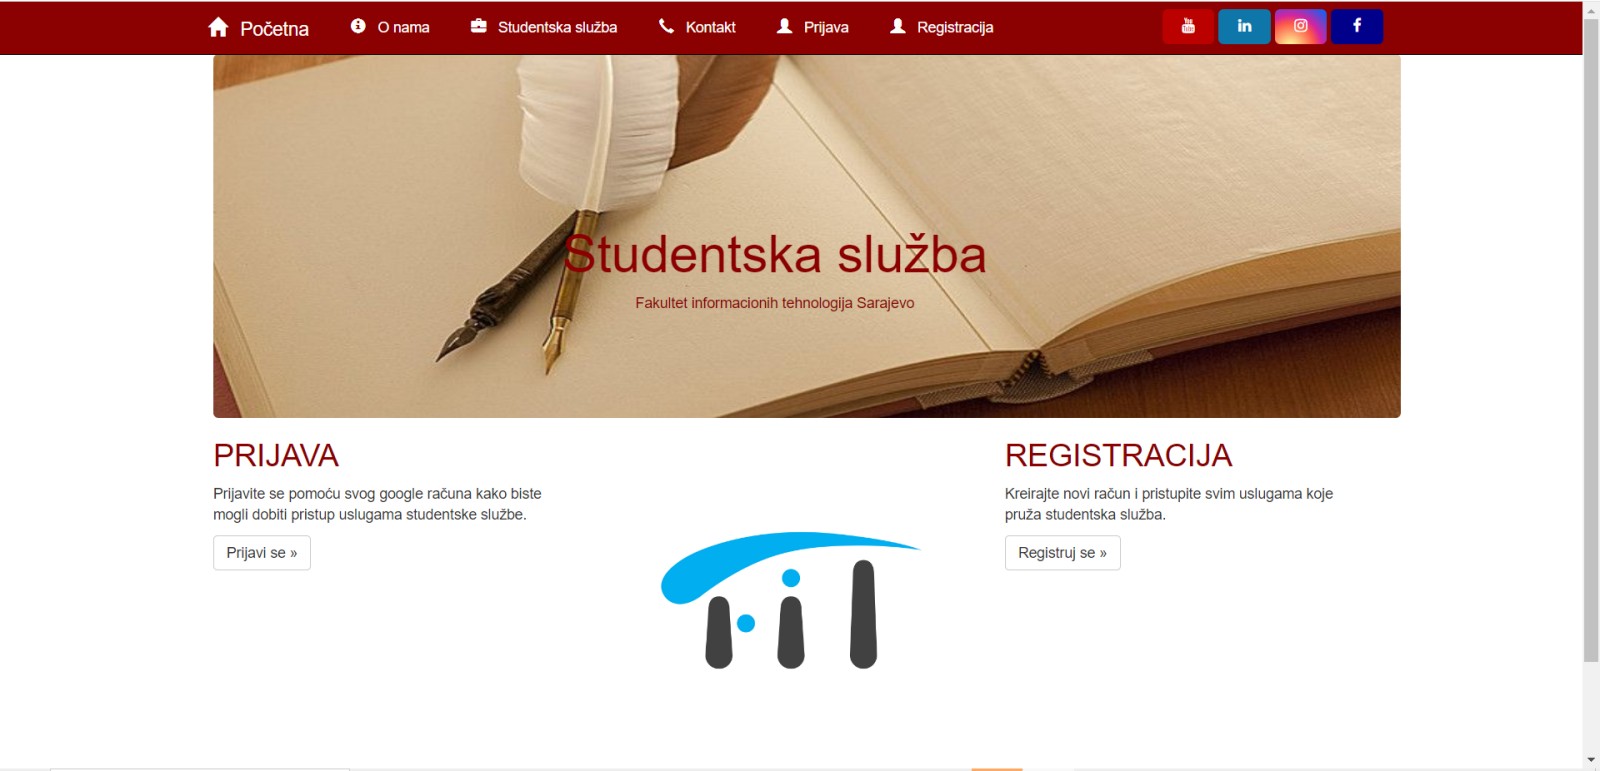 Početna O nama Studentska služba Kontakt Prijava Registracija
Studentska služba
Fakultet informacionih tehnologija Sarajevo
PRIJAVA
Prijavite se pomoću svog google računa kako biste
mogli dobiti pristup uslugama studentske službe.
Prijavi se »
REGISTRACIJA
Kreirajte novi račun i pristupite svim uslugama koje
pruža studentska služba.
Registruj se »